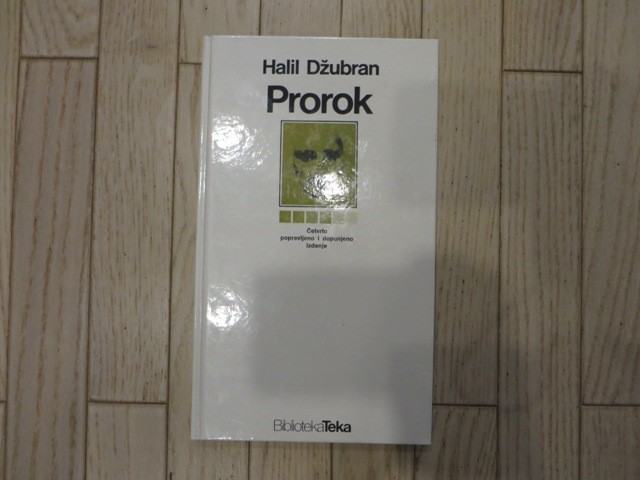 Halil Džubran
Prorok
Četvrto
popravljeno i dopunjeno
izdanje
BibliotekaTeka